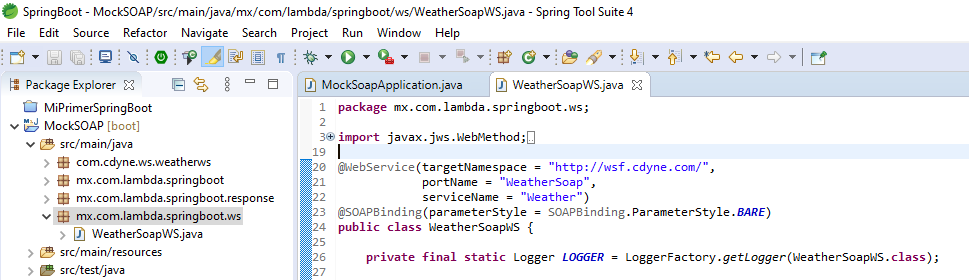 SpringBoot - MockSOAP/src/main/java/mx/com/lambda/springboot/ws/WeatherSoapWS.java - Spring Tool Suite 4
File Edit Source Refactor Navigate Search Project Run Window Help
Package Explorer
MiPrimerSpringBoot
MockSOAP [boot]
src/main/java
com.cdyne.ws.weatherws
mx.com.lambda.springboot
mx.com.lambda.springboot.response
mx.com.lambda.springboot.ws
WeatherSoapWS.java
src/main/resources
src/test/java
MockSoapApplication.java WeatherSoapWS.java
1 package mx.com.lambda.springboot.ws;
2
3 import javax.jws.WebMethod;
19
20 @WebService(targetNamespace = "http://wsf.cdyne.com/",
21 portName = "WeatherSoap",
22 serviceName = "Weather")
23 @SOAPBinding(parameterStyle = SOAPBinding.ParameterStyle.BARE)
24 public class WeatherSoapWS {
25
26 private final static Logger LOGGER = LoggerFactory.getLogger(WeatherSoapWS.class);
27